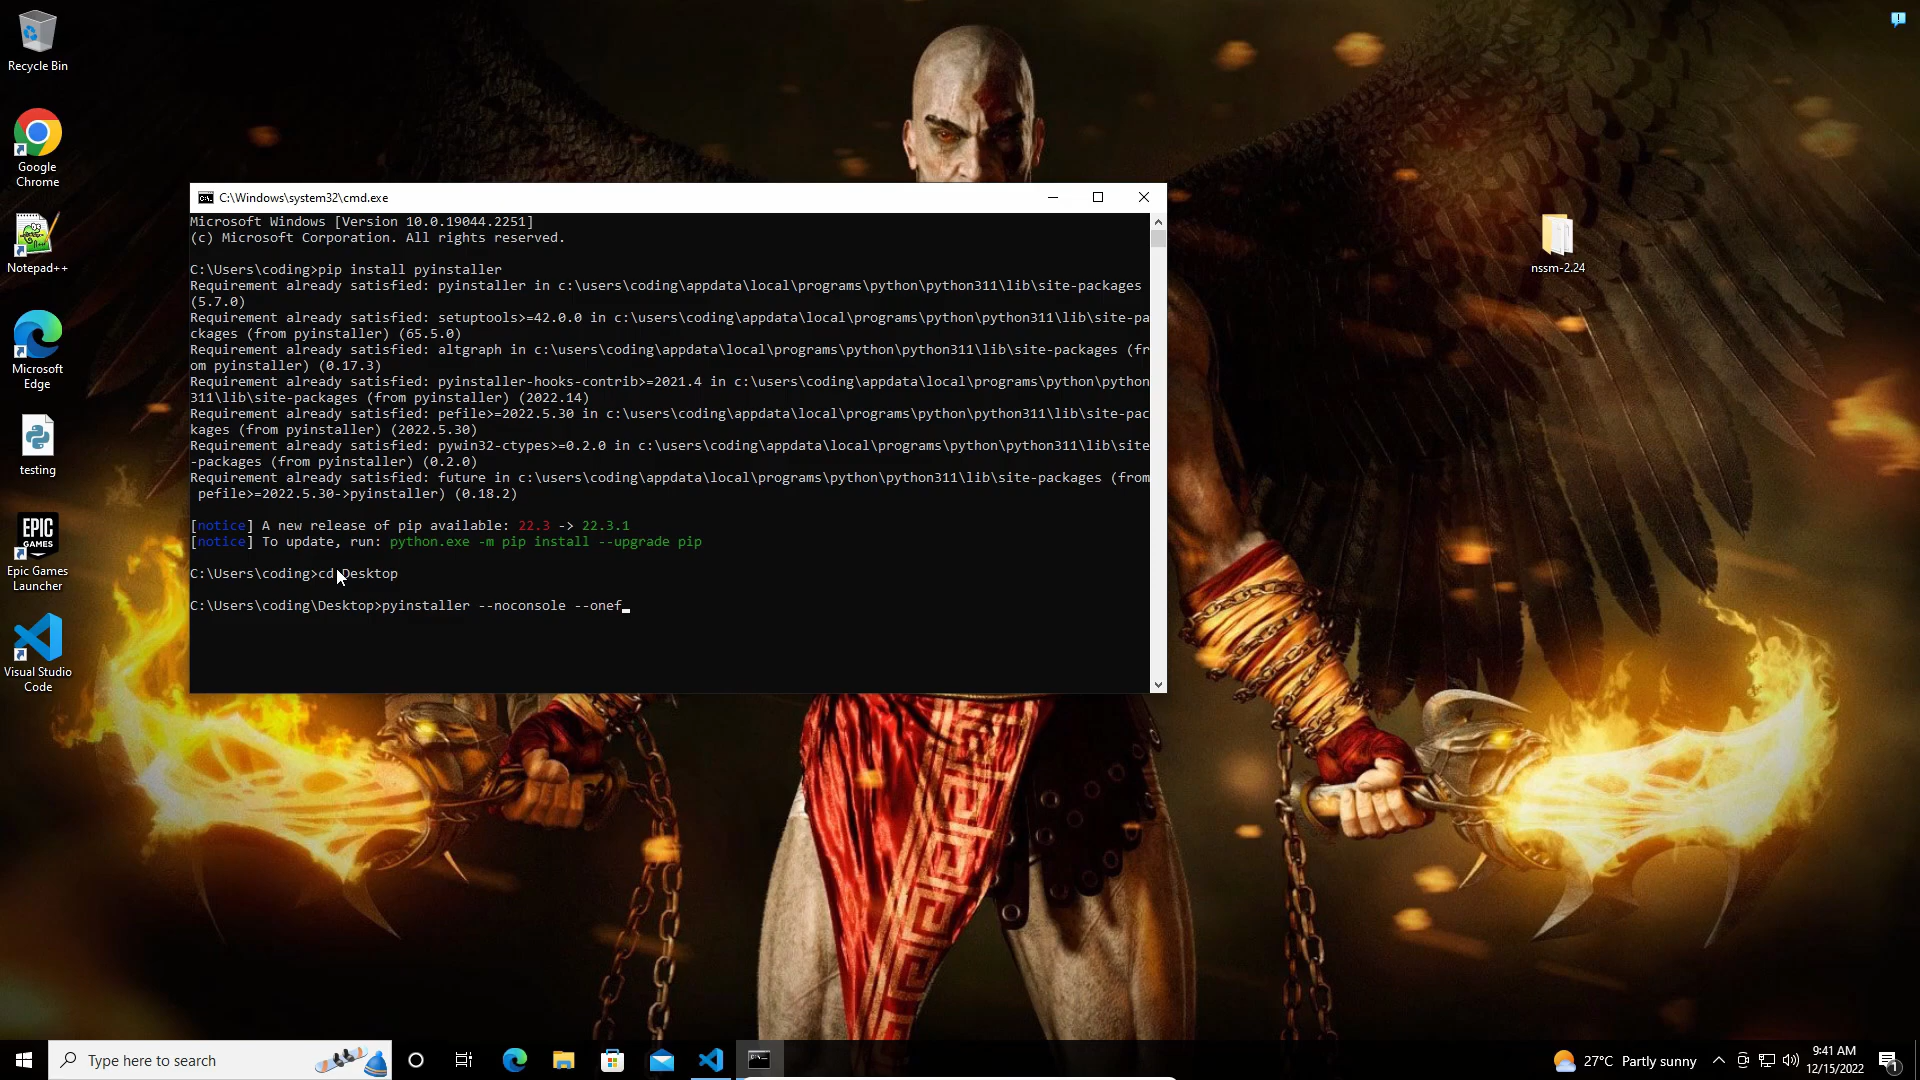 Recycle Bin
Google
Chrome
Notepad++
Microsoft
Edge
testing
EPIC
GAMES
Epic Games
Launcher
Visual Studio
Code
nssm-2.24
C:\Windows\system32\cmd.exe
Microsoft Windows [Version 10.0.19044.2251]
(c) Microsoft Corporation. All rights reserved.
C:\Users\coding>pip install pyinstaller
Requirement already satisfied: pyinstaller in c:\users\coding\appdata\local\programs\python\python311\lib\site-packages
(5.7.0)
Requirement already satisfied: setuptools>=42.0.0 in c:\users\coding\appdata\local\programs\python\python311\lib\site-pa
ckages (from pyinstaller) (65.5.0)
Requirement already satisfied: altgraph in c:\users\coding\appdata\local\programs\python\python311\lib\site-packages (fr
om pyinstaller) (0.17.3)
Requirement already satisfied: pyinstaller-hooks-contrib>=2021.4 in c:\users\coding\appdata\local\programs\python\python
311\lib\site-packages (from pyinstaller) (2022.14)
Requirement already satisfied: pefile>=2022.5.30 in c:\users\coding\appdata\local\programs\python\python311\lib\site-pac
kages (from pyinstaller) (2022.5.30)
Requirement already satisfied: pywin32-ctypes>=0.2.0 in c:\users\coding\appdata\local\programs\python\python311\lib\site
-packages (from pyinstaller) (0.2.0)
Requirement already satisfied: future in c:\users\coding\appdata\local\programs\python\python311\lib\site-packages (from
pefile>=2022.5.30->pyinstaller) (0.18.2)
[notice] A new release of pip available: 22.3 -> 22.3.1
[notice] To update, run: python.exe -m pip install --upgrade pip
C:\Users\coding>cd Desktop
C:\Users\coding\Desktop>pyinstaller --noconsole --onef_
Type here to search
27°C Partly sunny
9:41 AM
12/15/2022
1